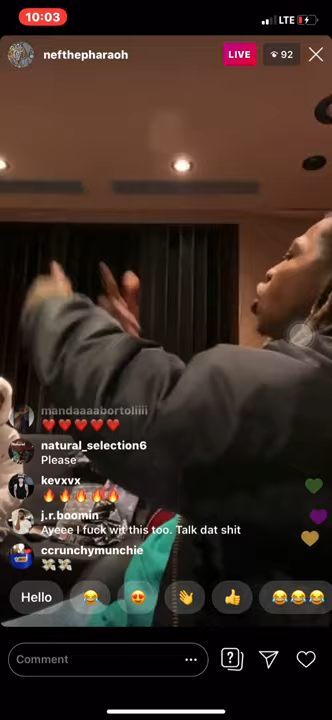 10:03
LTE
nefthepharaoh
LIVE
92
mandaaaabortoliiii
❤️❤️❤️❤️❤️
natural_selection6
Please
kevxvx
🔥🔥🔥🔥🔥
j.r.boomin
Ayeee I fuck wit this too. Talk dat shit
ccrunchymunchie
💸💸
Hello 😂 😍 👋 👍 😂😂😂
Comment